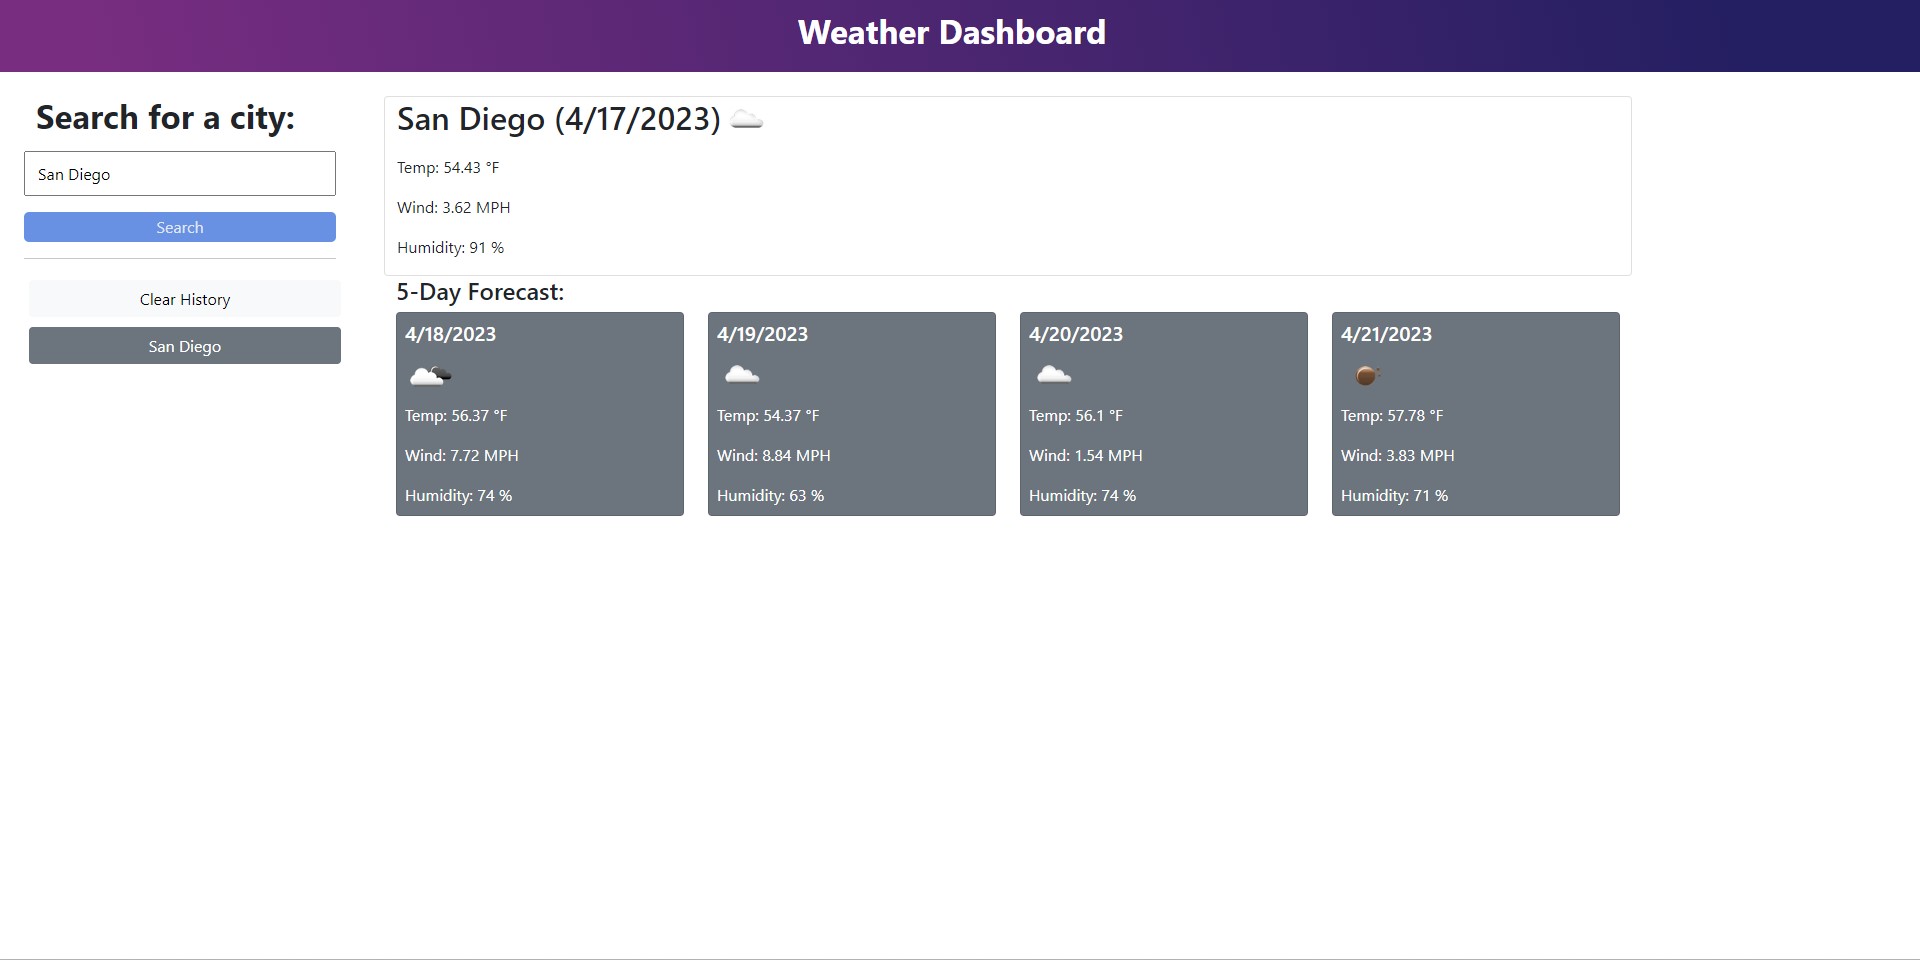 Weather Dashboard
Search for a city:
San Diego
Search
Clear History
San Diego
San Diego (4/17/2023)
Temp: 54.43 °F
Wind: 3.62 MPH
Humidity: 91 %
5-Day Forecast:
4/18/2023
Temp: 56.37 °F
Wind: 7.72 MPH
Humidity: 74 %
4/19/2023
Temp: 54.37 °F
Wind: 8.84 MPH
Humidity: 63 %
4/20/2023
Temp: 56.1 °F
Wind: 1.54 MPH
Humidity: 74 %
4/21/2023
Temp: 57.78 °F
Wind: 3.83 MPH
Humidity: 71 %